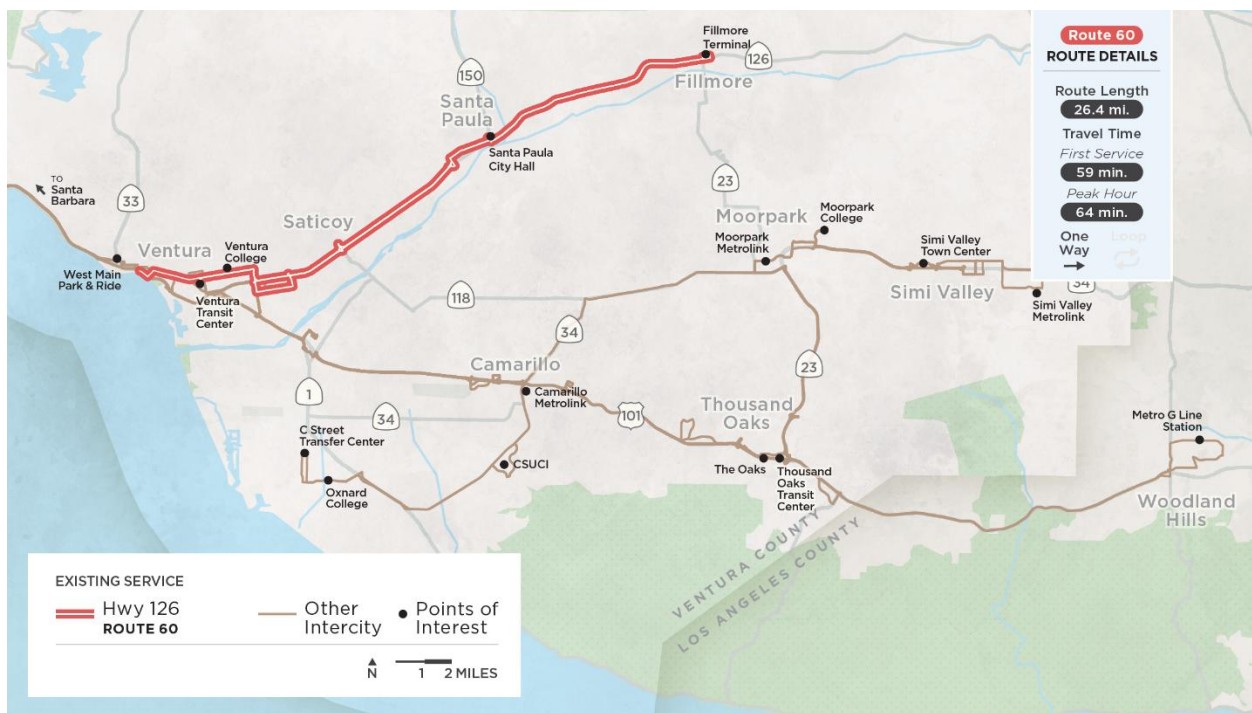 Fillmore
Terminal
126
Fillmore
150
Santa
Paula
Santa Paula
City Hall
TO
Santa
Barbara
33
Saticoy
Ventura
Ventura
College
West Main
Park & Ride
Ventura
Transit
Center
118
23
Moorpark
Moorpark
College
Moorpark
Metrolink
Simi Valley
Town Center
Simi Valley
34
Simi Valley
Metrolink
34
Camarillo
Camarillo
Metrolink
1
34
101
23
Thousand
Oaks
C Street
Transfer Center
CSUCI
Oxnard
College
The Oaks
Thousand
Oaks
Transit
Center
Metro G Line
Station
Woodland
Hills
VENTURA COUNTY
LOS ANGELES COUNTY
Route 60
ROUTE DETAILS
Route Length
26.4 mi.
Travel Time
First Service
59 min.
Peak Hour
64 min.
One
Way
Loop
EXISTING SERVICE
Hwy 126
ROUTE 60
Other
Intercity
Points of
Interest
N
1 2 MILES